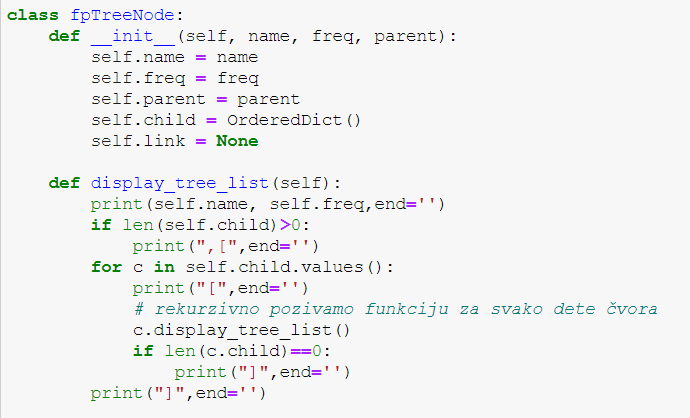 class fpTreeNode:
    def __init__(self, name, freq, parent):
        self.name = name
        self.freq = freq
        self.parent = parent
        self.child = OrderedDict()
        self.link = None

    def display_tree_list(self):
        print(self.name, self.freq,end='')
        if len(self.child)>0:
            print(",[",end='')
        for c in self.child.values():
            print("[",end='')
            # rekurzivno pozivamo funkciju za svako dete čvora
            c.display_tree_list()
            if len(c.child)==0:
                print("]",end='')
        print("]",end='')